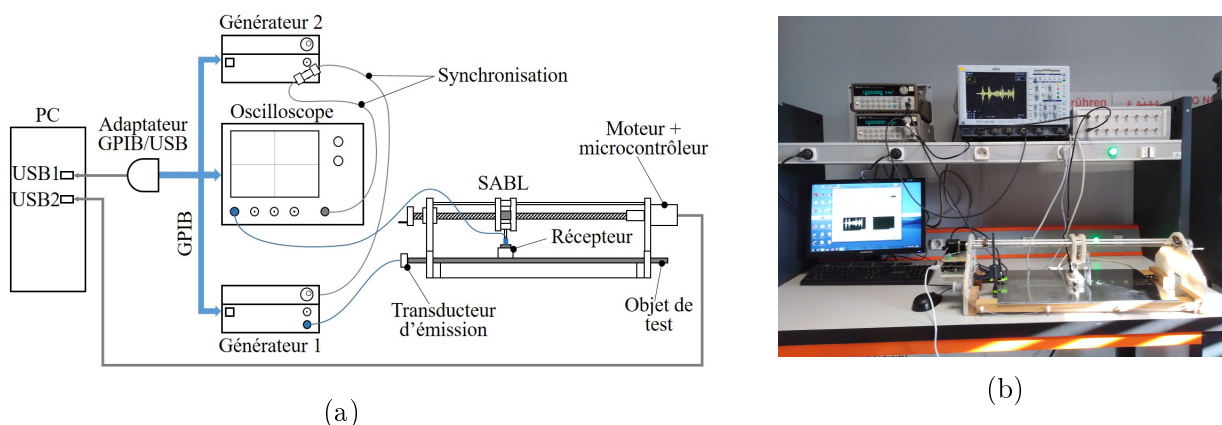 Générateur 2
Synchronisation
PC
Adaptateur
GPIB/USB
Oscilloscope
USB1
USB2
GPIB
SABL
Moteur +
microcontrôleur
Récepteur
Transducteur
d'émission
Objet de
test
Générateur 1
(a)
rühren
(b)